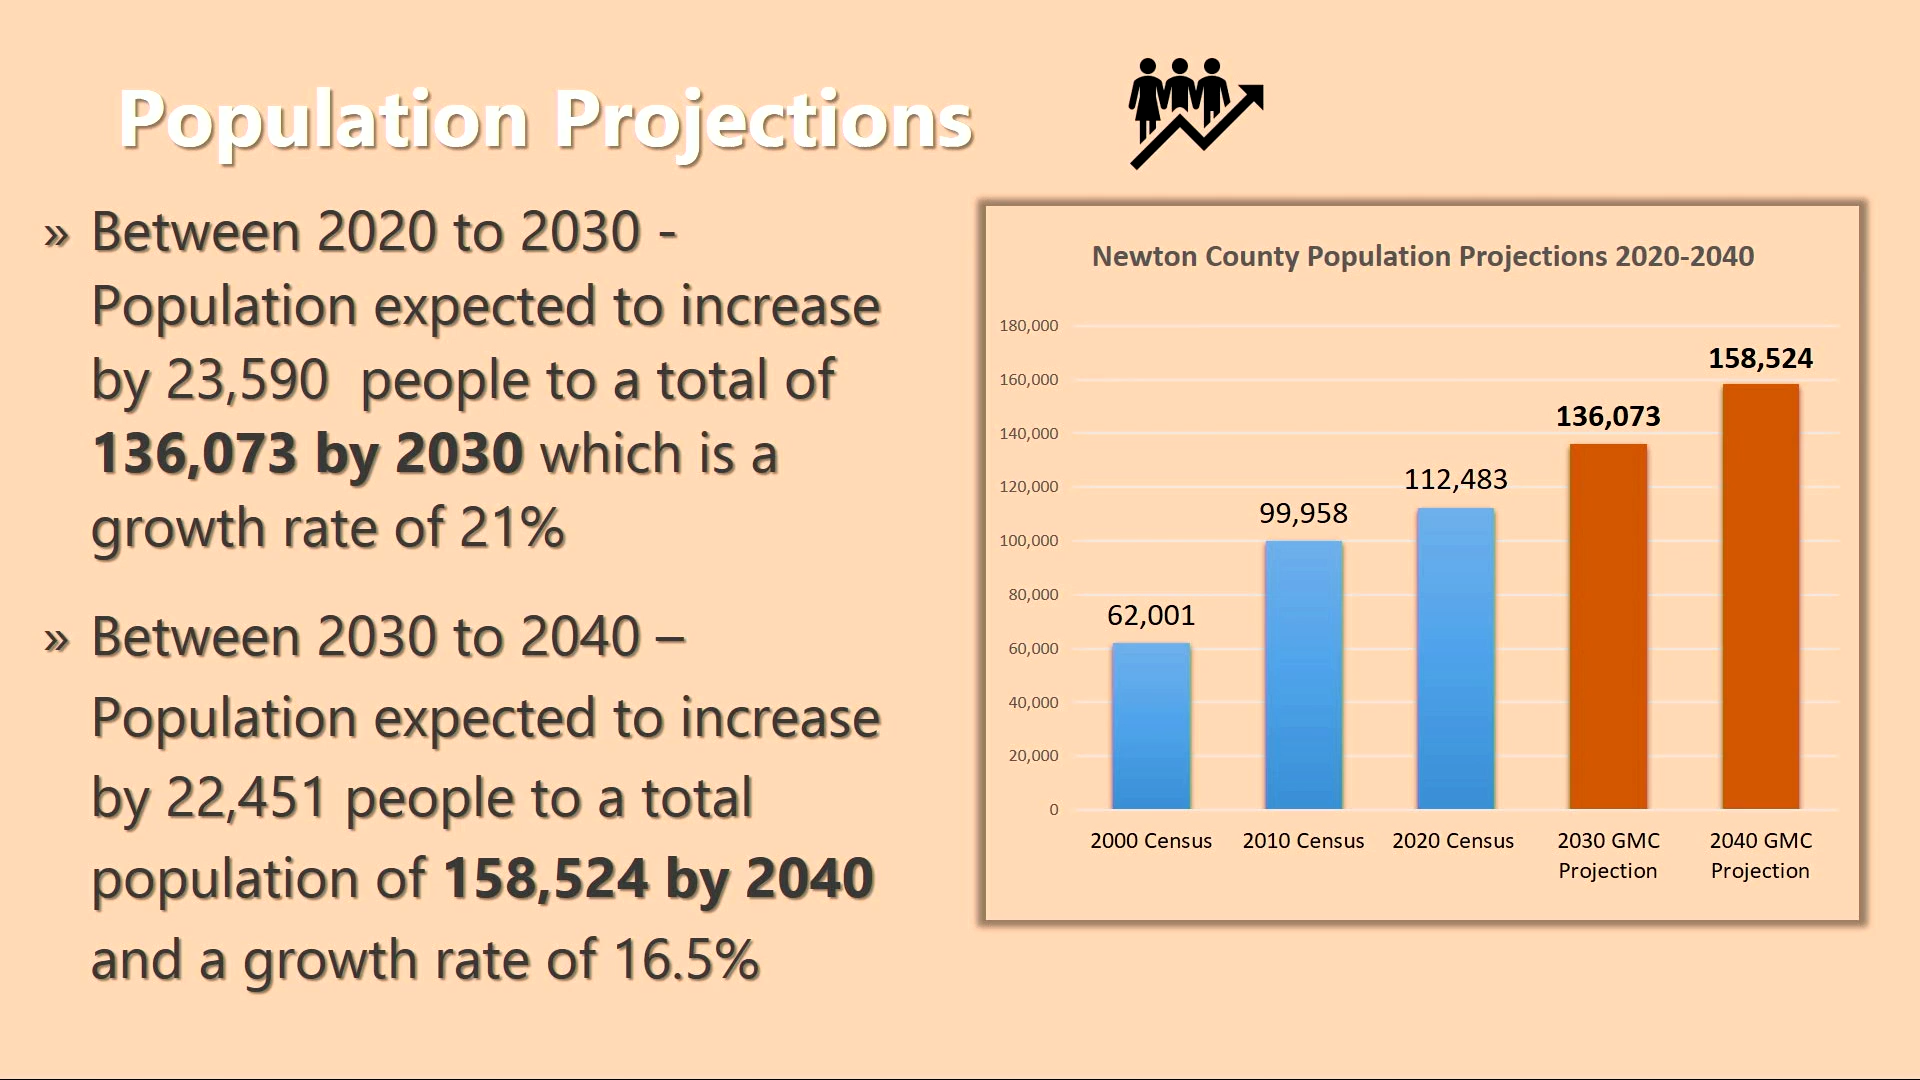 Population Projections
» Between 2020 to 2030 -
Population expected to increase
by 23,590  people to a total of
136,073 by 2030 which is a
growth rate of 21%
» Between 2030 to 2040 –
Population expected to increase
by 22,451 people to a total
population of 158,524 by 2040
and a growth rate of 16.5%
Newton County Population Projections 2020-2040
180,000
160,000
140,000
120,000
100,000
80,000
60,000
40,000
20,000
0
62,001
99,958
112,483
136,073
158,524
2000 Census
2010 Census
2020 Census
2030 GMC
Projection
2040 GMC
Projection